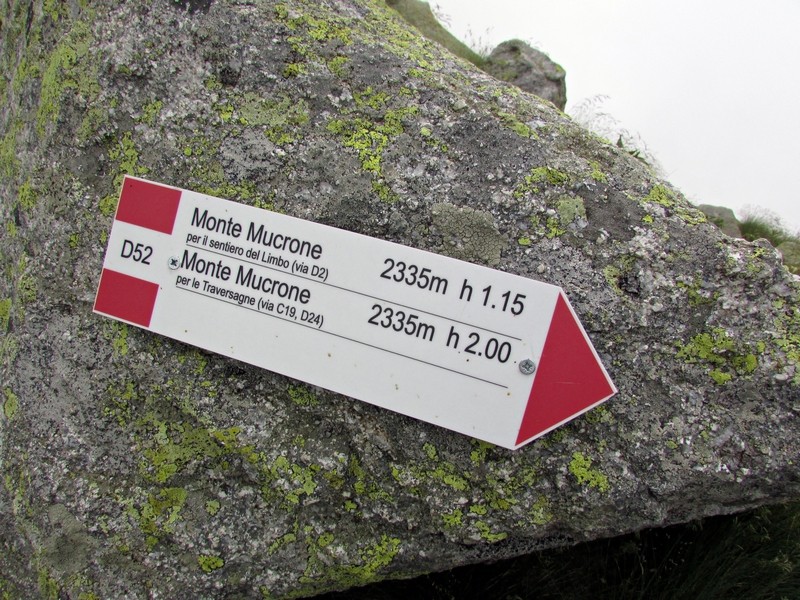 D52
Monte Mucrone 2335m h 1.15
per il sentiero del Limbo (via D2)
Monte Mucrone 2335m h 2.00
per le Traversagne (via C19, D24)